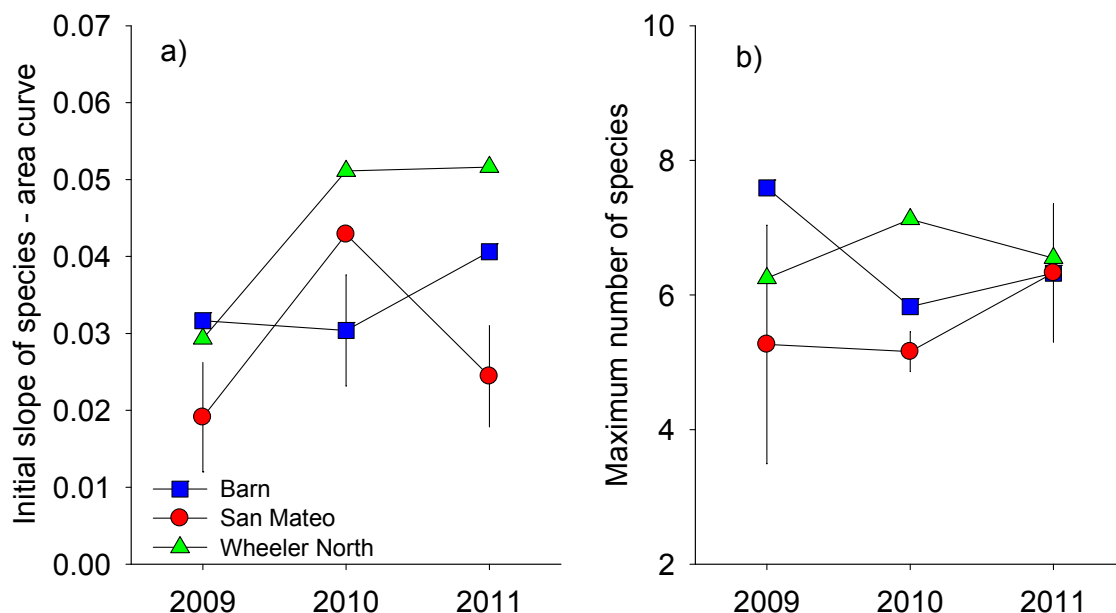 a)
Initial slope of species - area curve
0.07
0.06
0.05
0.04
0.03
0.02
0.01
0.00
Barn
San Mateo
Wheeler North
2009 2010 2011
b)
Maximum number of species
10
8
6
4
2
2009 2010 2011